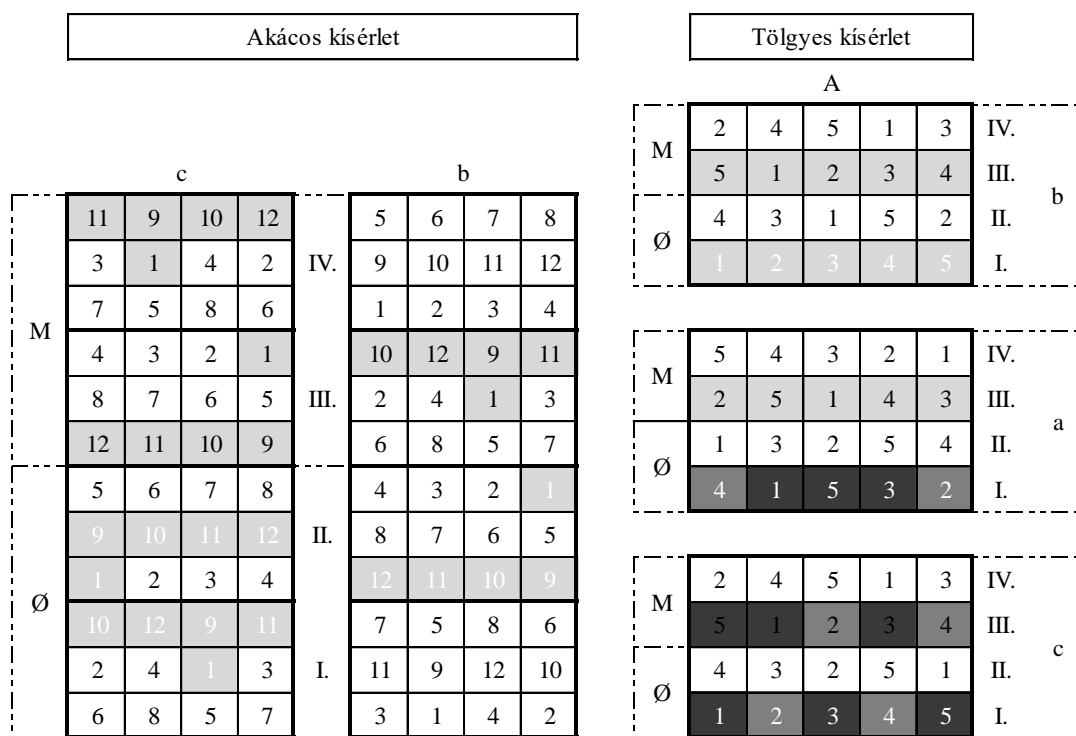 Akácos kísérlet
c b
11 9 10 12 5 6 7 8
3 1 4 2 IV. 9 10 11 12
7 5 8 6 1 2 3 4
M
4 3 2 1 10 12 9 11
8 7 6 5 III. 2 4 1 3
12 11 10 9 6 8 5 7
5 6 7 8 4 3 2 1
9 10 11 12 II. 8 7 6 5
1 2 3 4 12 11 10 9
Ø
10 12 9 11 7 5 8 6
2 4 1 3 I. 11 9 12 10
6 8 5 7 3 1 4 2
Tölgyes kísérlet
A
2 4 5 1 3 IV.
M
5 1 2 3 4 III.
b
4 3 1 5 2 II.
Ø
1 2 3 4 5 I.
5 4 3 2 1 IV.
M
2 5 1 4 3 III.
a
1 3 2 5 4 II.
Ø
4 1 5 3 2 I.
2 4 5 1 3 IV.
M
5 1 2 3 4 III.
c
4 3 2 5 1 II.
Ø
1 2 3 4 5 I.